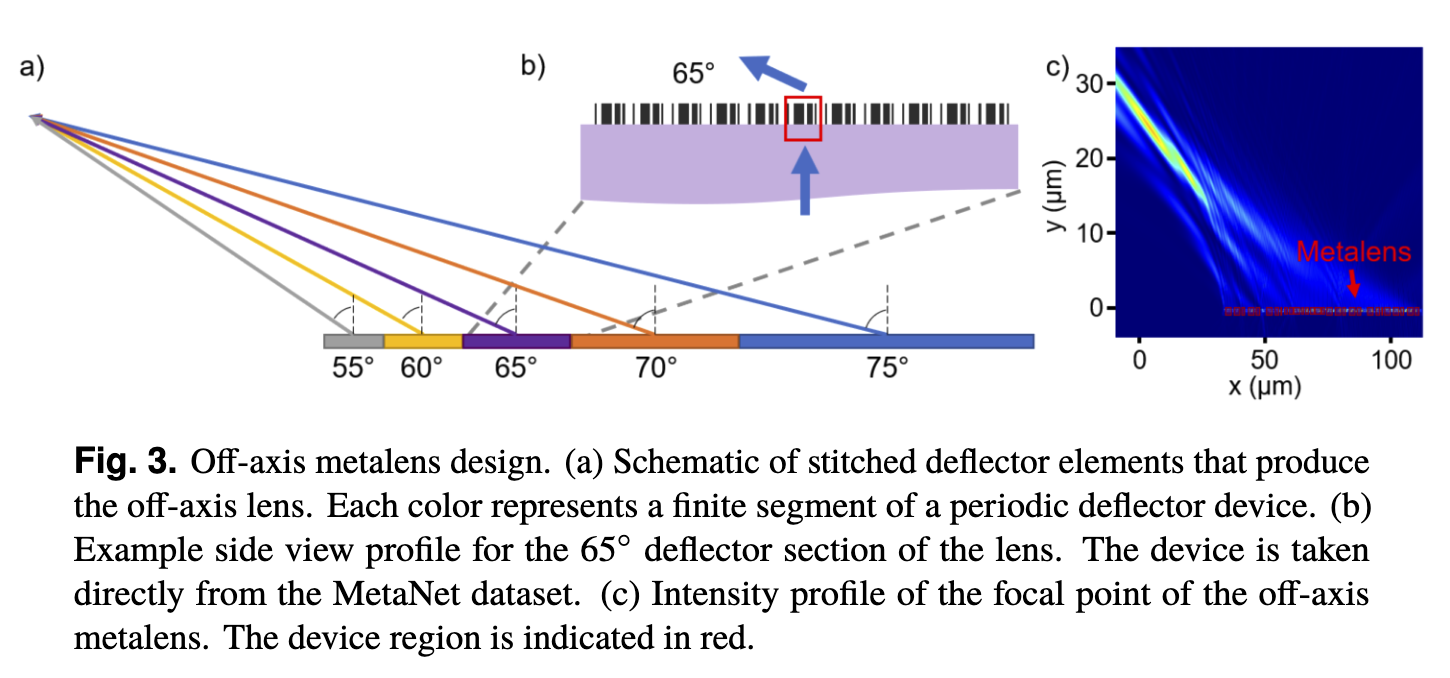 a)
55° 60° 65° 70° 75°
b)
65°
c)
30
20
10
0
y (μm)
Metalens
0 50 100
x (μm)
Fig. 3. Off-axis metalens design. (a) Schematic of stitched deflector elements that produce
the off-axis lens. Each color represents a finite segment of a periodic deflector device. (b)
Example side view profile for the 65° deflector section of the lens. The device is taken
directly from the MetaNet dataset. (c) Intensity profile of the focal point of the off-axis
metalens. The device region is indicated in red.